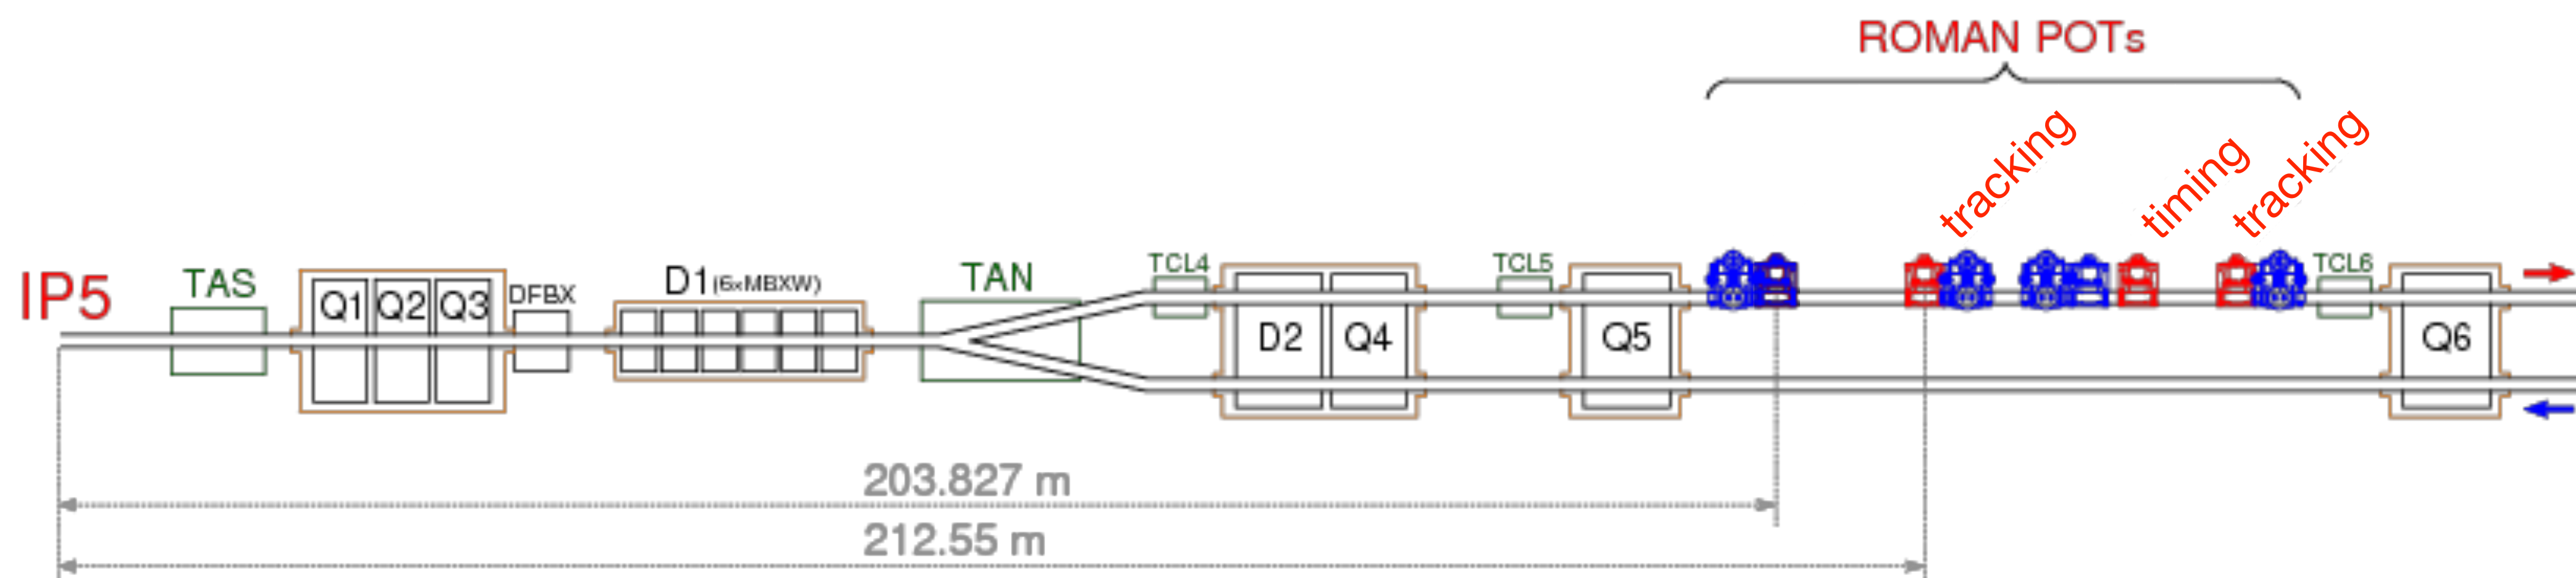 ROMAN POTs
tracking
timing
tracking
IP5
TAS
Q1
Q2
Q3
DFBX
D1(6xMBXW)
TAN
TCL4
D2
Q4
TCL5
Q5
TCL6
Q6
203.827 m
212.55 m